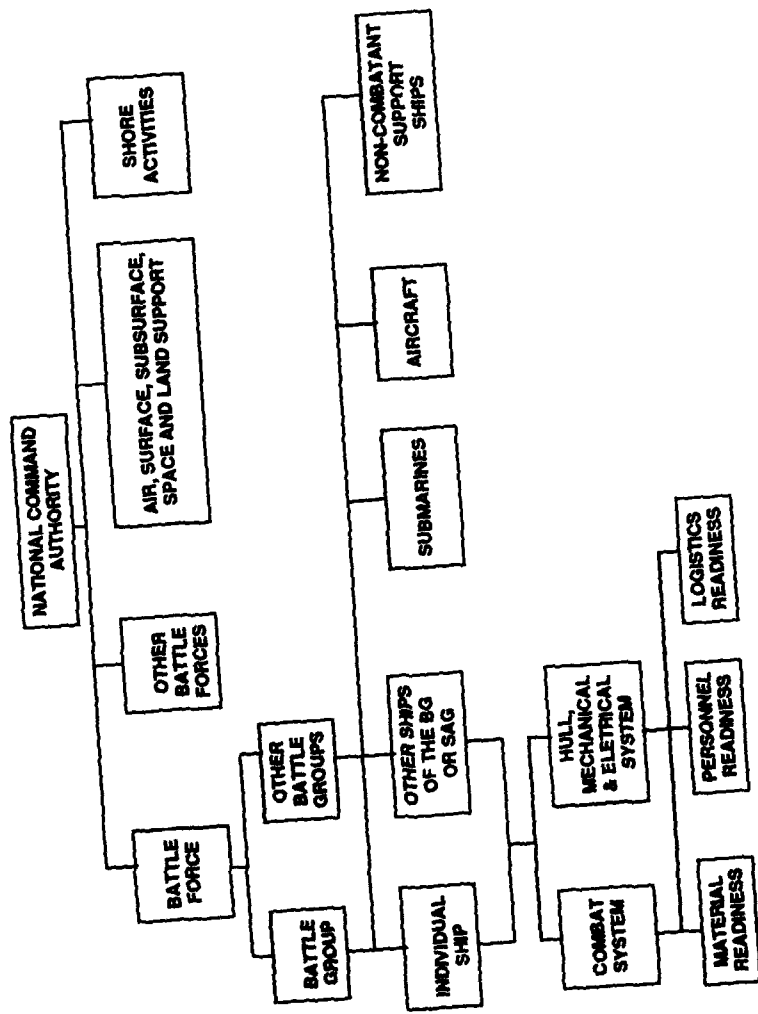 NATIONAL COMMAND
AUTHORITY
BATTLE
FORCE
OTHER
BATTLE
FORCES
AIR, SURFACE, SUBSURFACE,
SPACE AND LAND SUPPORT
SHORE
ACTIVITIES
BATTLE
GROUP
OTHER
BATTLE
GROUPS
INDIVIDUAL
SHIP
OTHER SHIPS
OF THE BG
OR SAG
SUBMARINES
AIRCRAFT
NON-COMBATANT
SUPPORT
SHIPS
COMBAT
SYSTEM
HULL,
MECHANICAL
& ELETRICAL
SYSTEM
MATERIAL
READINESS
PERSONNEL
READINESS
LOGISTICS
READINESS